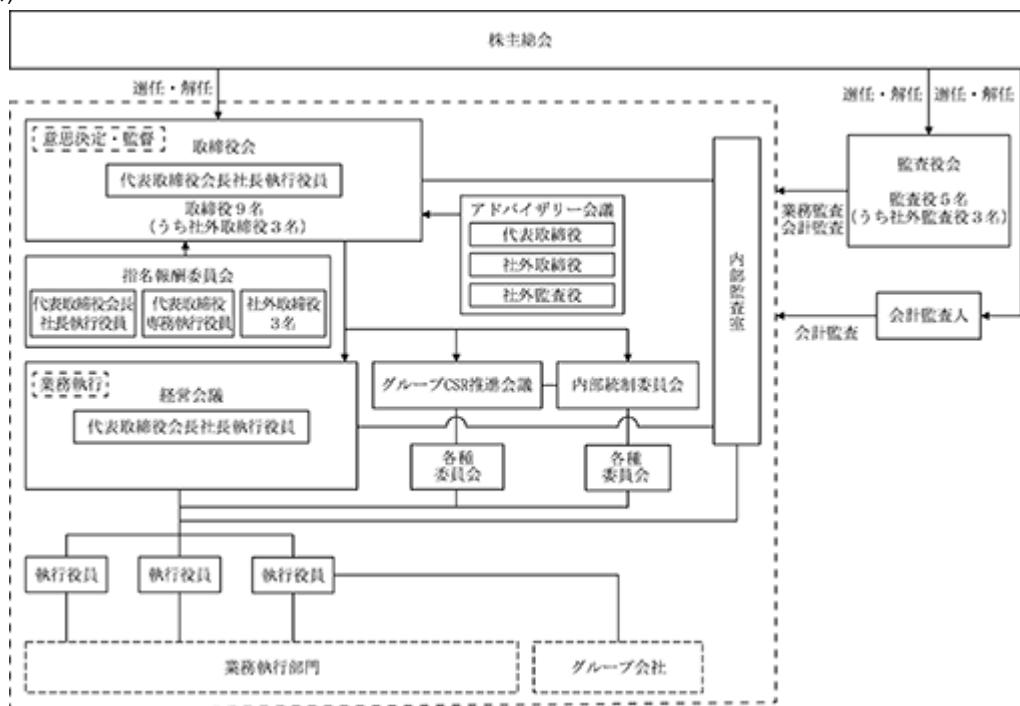 株主総会
選任・解任
選任・解任
選任・解任
意思決定・監督
取締役会
代表取締役会長社長執行役員
取締役9名
（うち社外取締役3名）
監査役会
監査役5名
（うち社外監査役3名）
業務監査
会計監査
アドバイザリー会議
代表取締役
社外取締役
社外監査役
内部監査室
指名報酬委員会
代表取締役会長
社長執行役員
代表取締役
専務執行役員
社外取締役
3名
会計監査人
会計監査
業務執行
経営会議
代表取締役会長社長執行役員
グループCSR推進会議
内部統制委員会
各種
委員会
各種
委員会
執行役員
執行役員
執行役員
業務執行部門
グループ会社